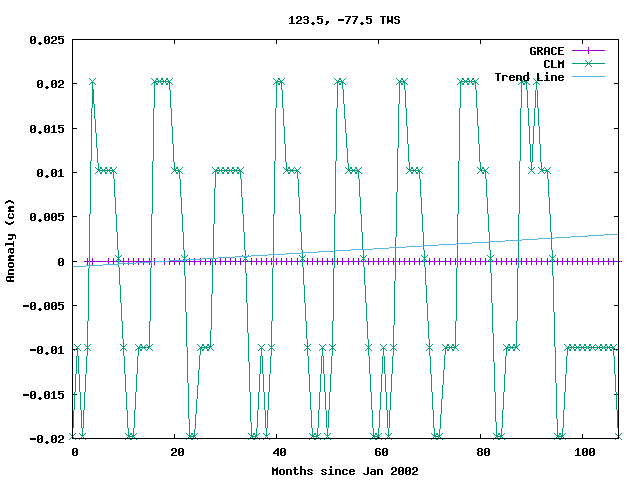 123.5, -77.5 TWS
GRACE
CLM
Trend Line
0.025
0.02
0.015
0.01
0.005
0
-0.005
-0.01
-0.015
-0.02
Anomaly (cm)
0 20 40 60 80 100
Months since Jan 2002